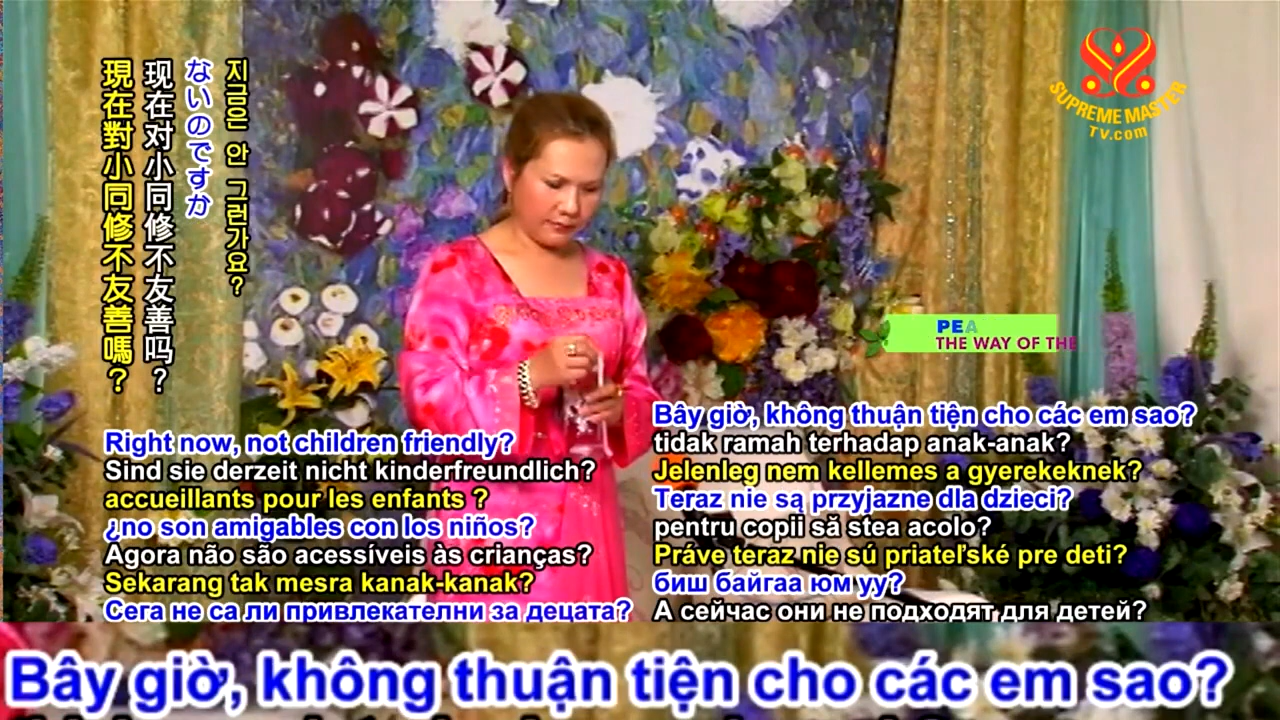 지금은 안 그런가요?
ないのですか
现在对小同修不友善吗？
現在對小同修不友善嗎？
SUPREME MASTER
TV.com
PEA
THE WAY OF THE
Right now, not children friendly?
Sind sie derzeit nicht kinderfreundlich?
accueillants pour les enfants ?
¿no son amigables con los niños?
Agora não são acessíveis às crianças?
Sekarang tak mesra kanak-kanak?
Сега не са ли привлекателни за децата?
Bây giờ, không thuận tiện cho các em sao?
tidak ramah terhadap anak-anak?
Jelenleg nem kellemes a gyerekeknek?
Teraz nie są przyjazne dla dzieci?
pentru copii să stea acolo?
Práve teraz nie sú priateľské pre deti?
биш байгаа юм уу?
А сейчас они не подходят для детей?
Bây giờ, không thuận tiện cho các em sao?